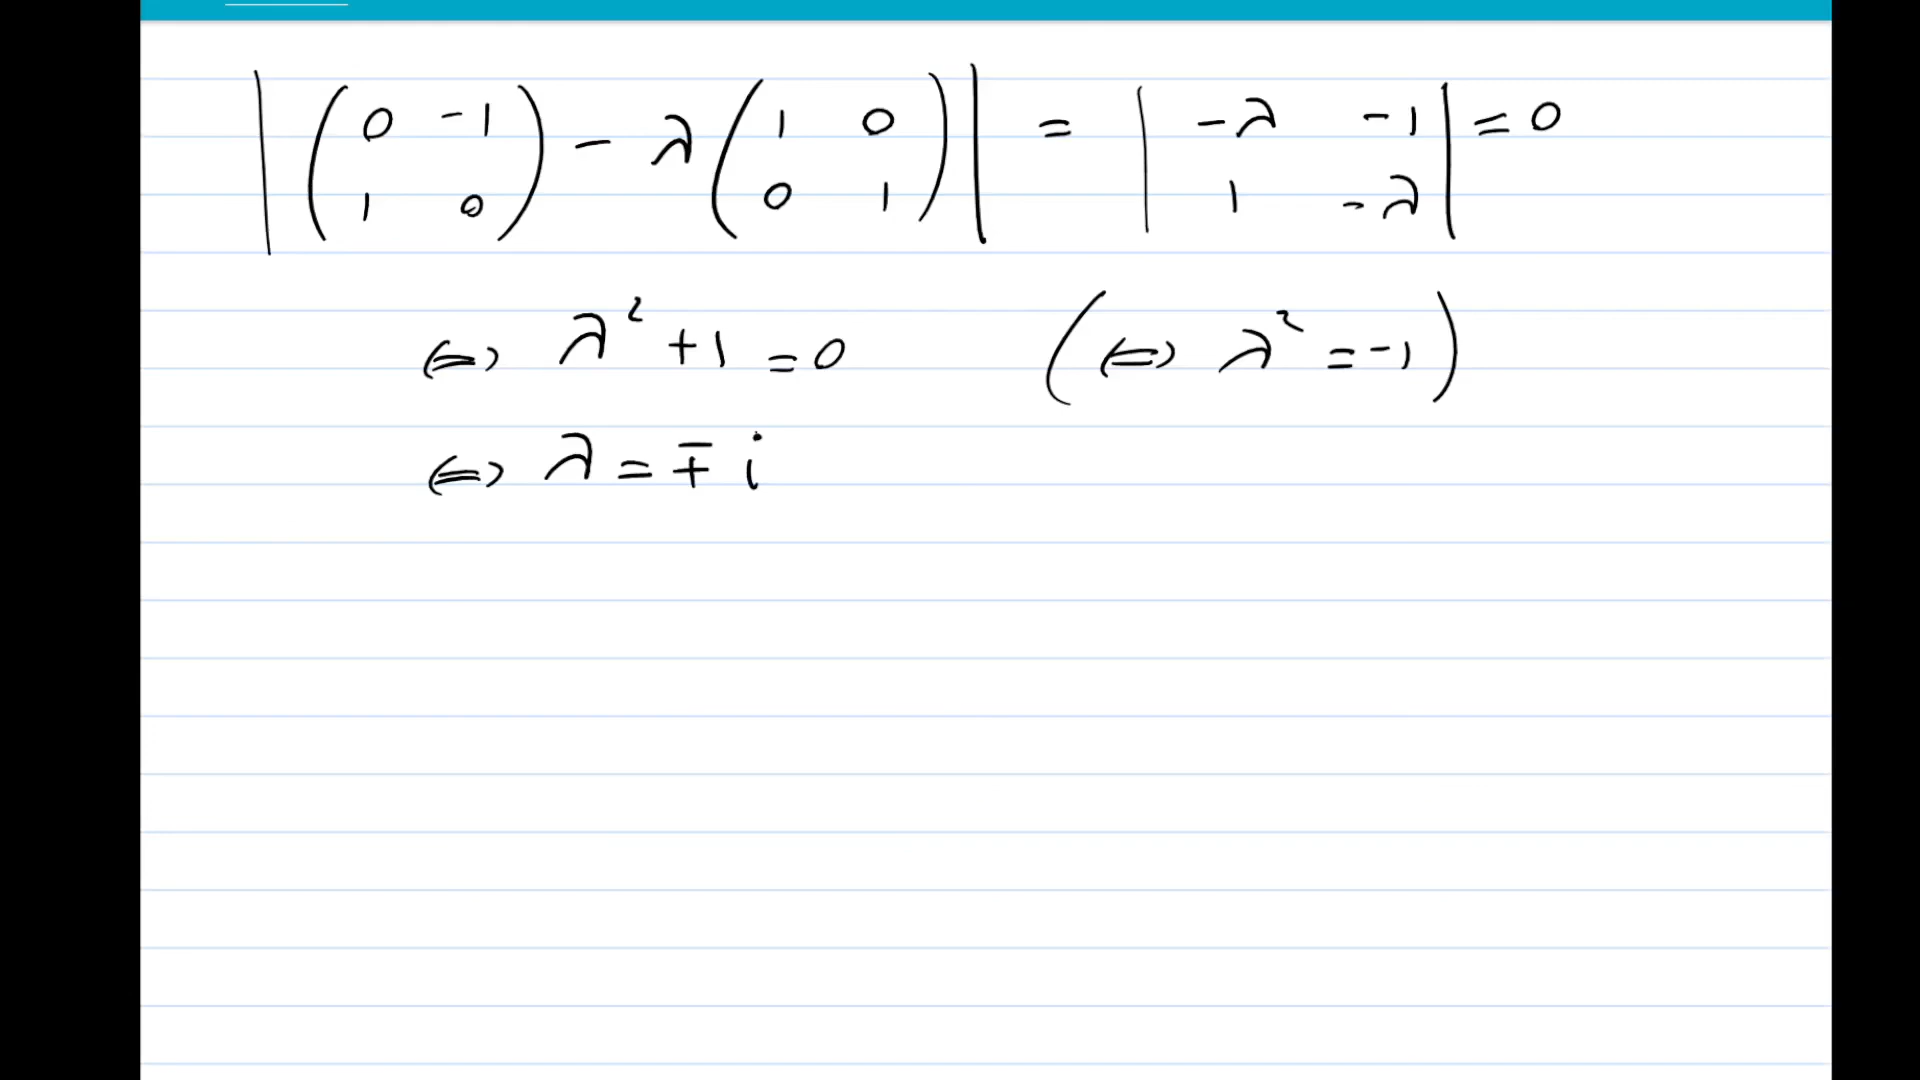 | ( 0 -1 ) - λ ( 1 0 ) | = | -λ -1 | = 0
| ( 1 0 ) ( 0 1 ) | | 1 -λ |
⇔ λ² + 1 = 0 ( ⇔ λ² = -1 )
⇔ λ = ∓ i